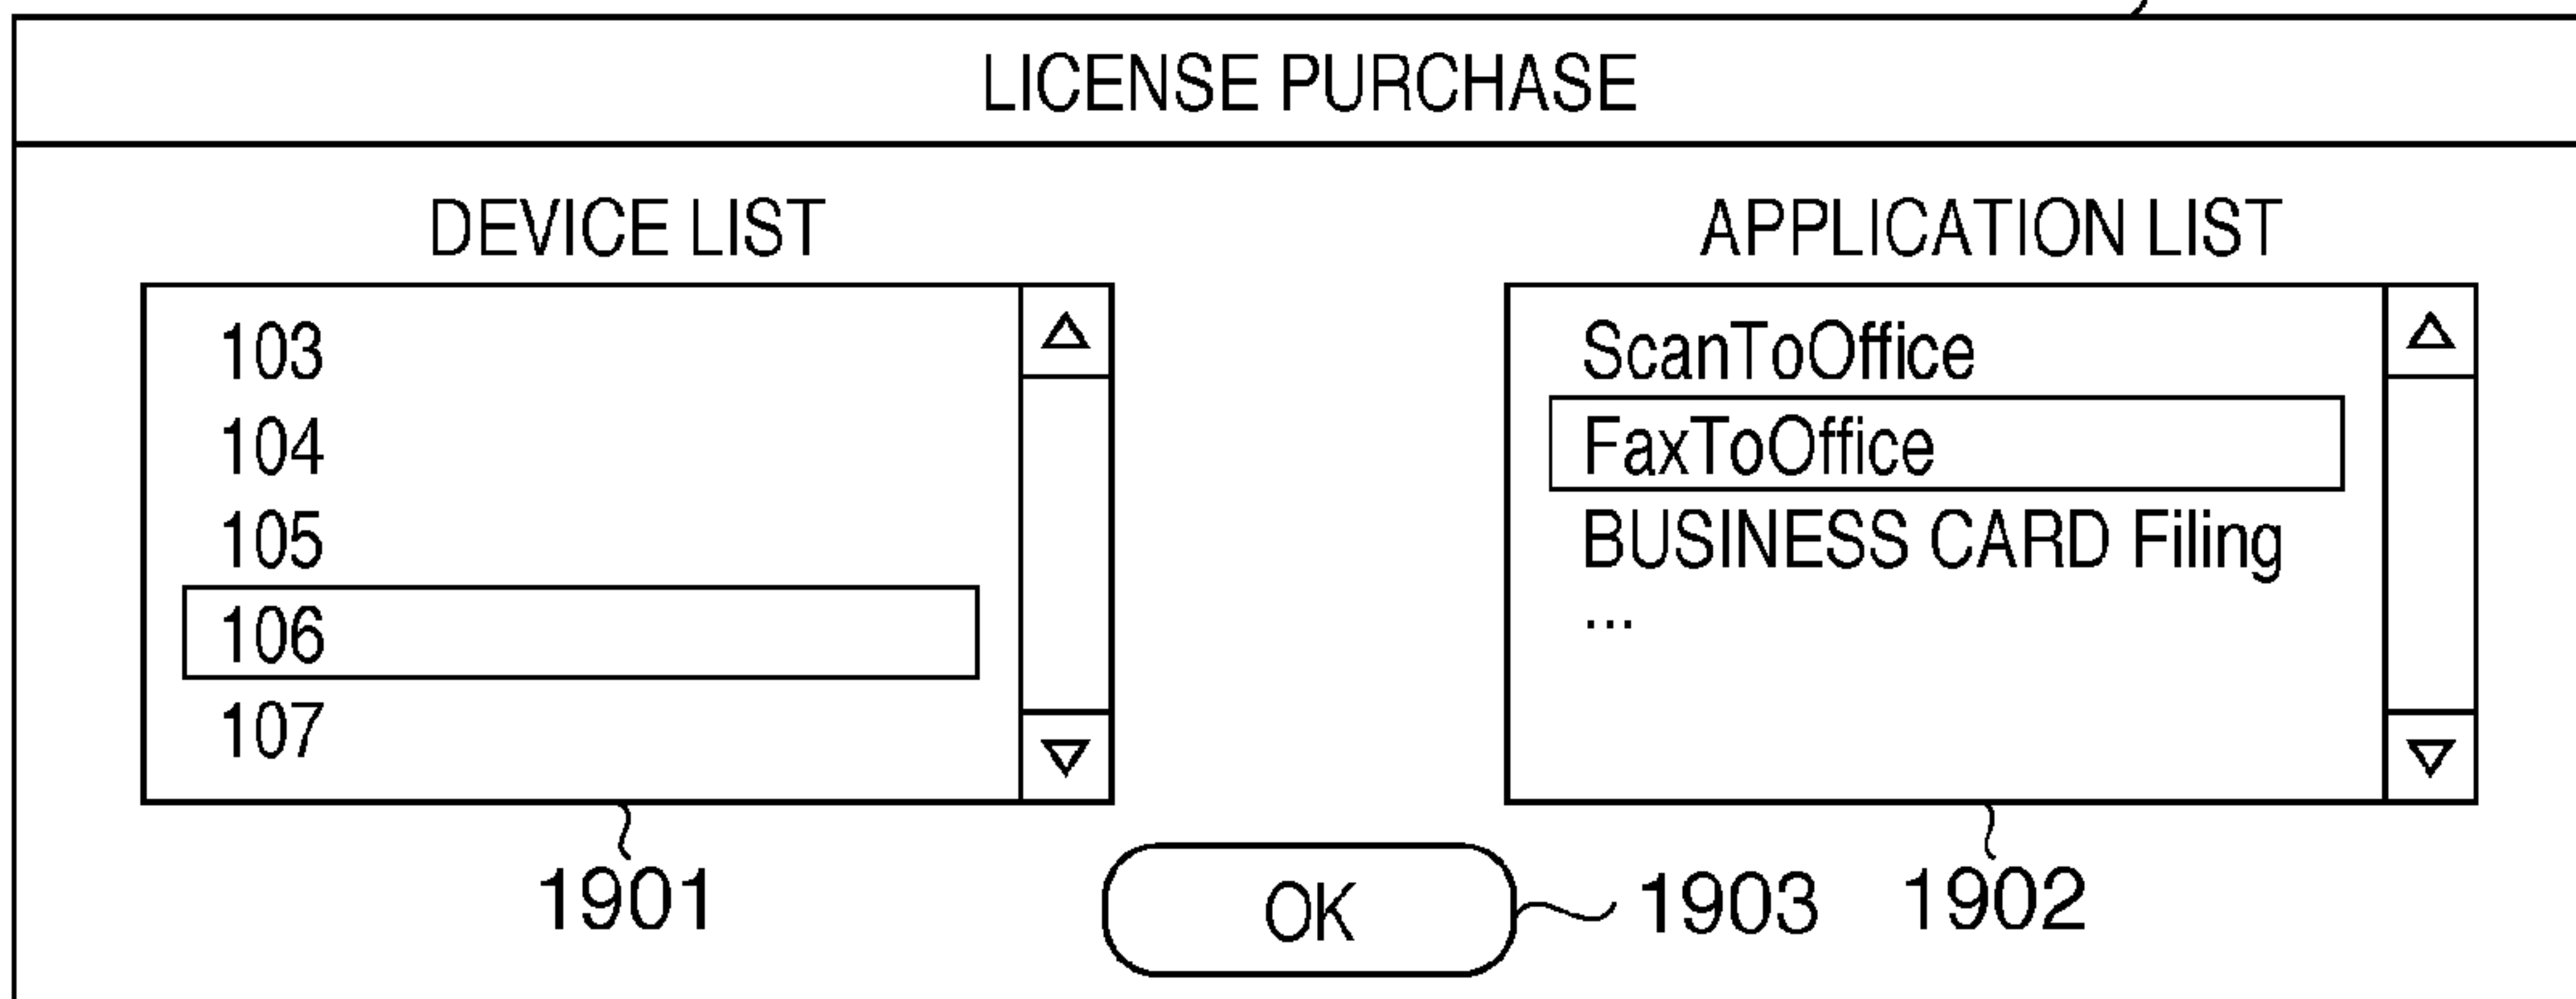 LICENSE PURCHASE
DEVICE LIST
103
104
105
106
107
1901
APPLICATION LIST
ScanToOffice
FaxToOffice
BUSINESS CARD Filing
...
1902
OK
1903